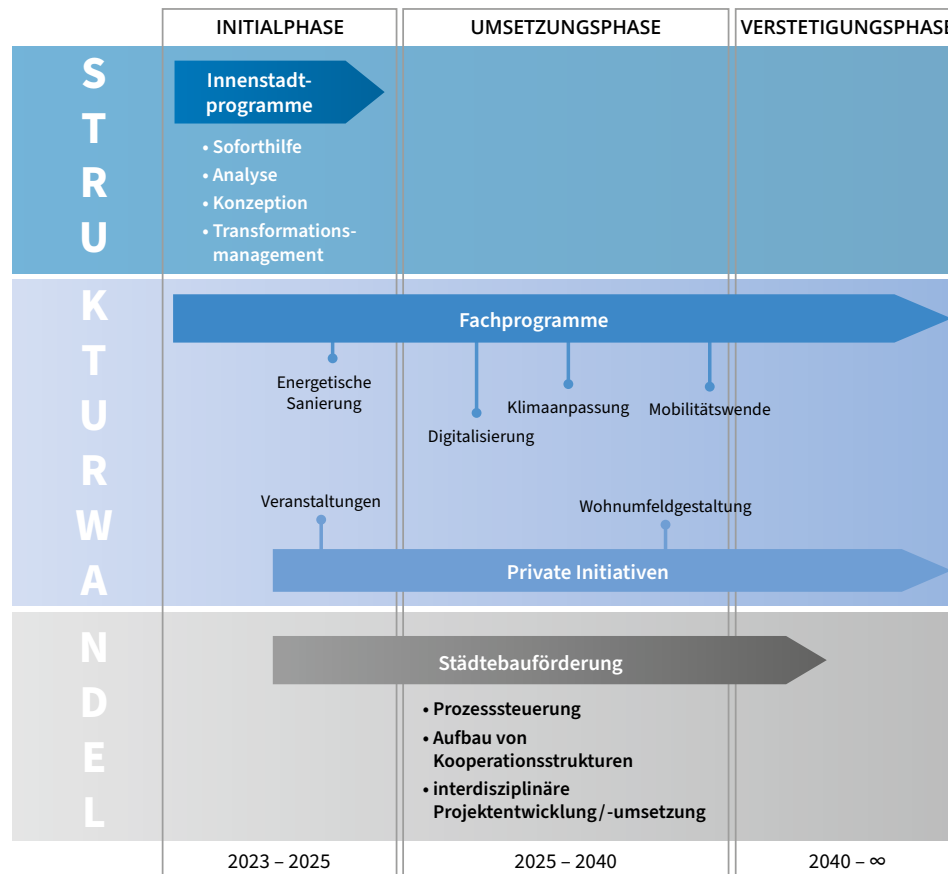 INITIALPHASE
UMSETZUNGSPHASE
VERSTETIGUNGSPHASE
S
T
R
U
K
T
U
R
W
A
N
D
E
L
Innenstadt-
programme
• Soforthilfe
• Analyse
• Konzeption
• Transformations-
management
Fachprogramme
Energetische
Sanierung
Digitalisierung
Klimaanpassung
Mobilitätswende
Veranstaltungen
Wohnumfeldgestaltung
Private Initiativen
Städtebauförderung
• Prozesssteuerung
• Aufbau von
Kooperationsstrukturen
• interdisziplinäre
Projektentwicklung/-umsetzung
2023 – 2025
2025 – 2040
2040 – ∞